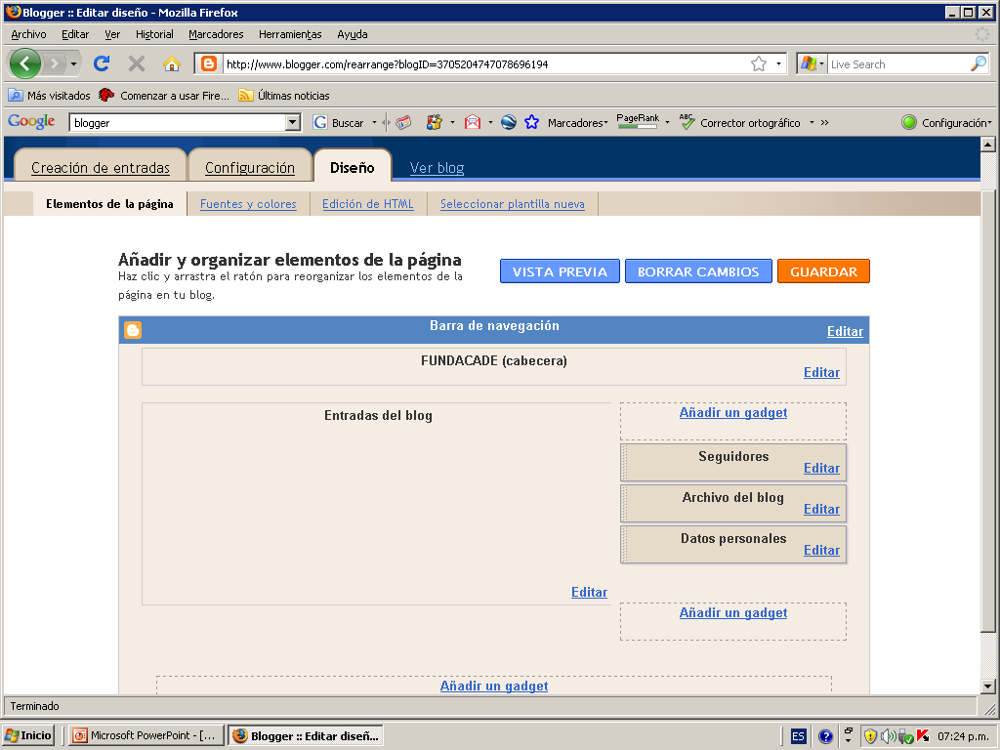 Blogger :: Editar diseño - Mozilla Firefox
Archivo Editar Ver Historial Marcadores Herramientas Ayuda
http://www.blogger.com/rearrange?blogID=3705204747078696194
Live Search
Más visitados Comenzar a usar Fire... Últimas noticias
Google blogger G Buscar Marcadores PageRank ABC Corrector ortográfico » Configuración
Creación de entradas Configuración Diseño Ver blog
Elementos de la página Fuentes y colores Edición de HTML Seleccionar plantilla nueva
Añadir y organizar elementos de la página
Haz clic y arrastra el ratón para reorganizar los elementos de la
página en tu blog.
VISTA PREVIA BORRAR CAMBIOS GUARDAR
Barra de navegación
Editar
FUNDACADE (cabecera)
Editar
Entradas del blog
Editar
Añadir un gadget
Seguidores
Editar
Archivo del blog
Editar
Datos personales
Editar
Añadir un gadget
Añadir un gadget
Terminado
Inicio Microsoft PowerPoint - [... Blogger :: Editar diseñ... ES 07:24 p.m.